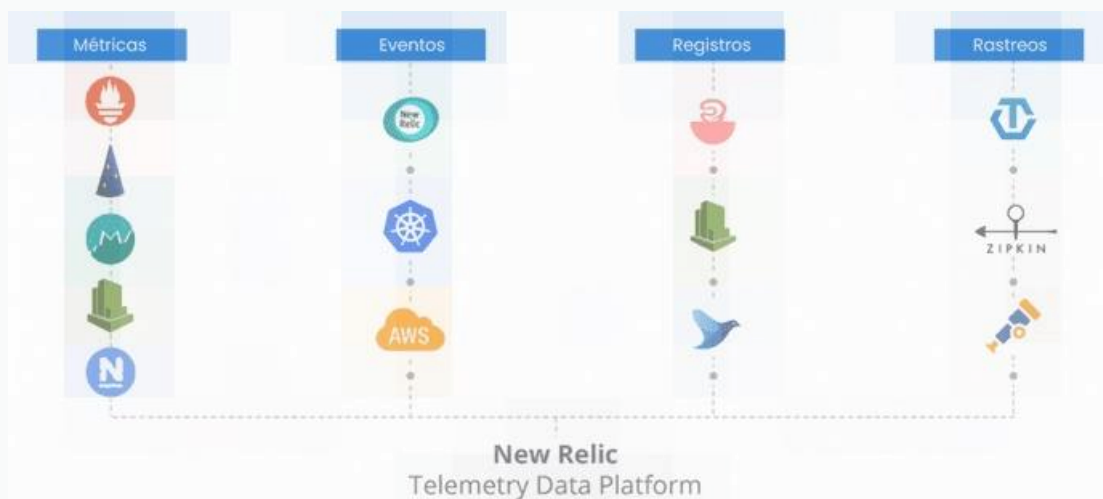 Métricas
Eventos
Registros
Rastreos
New
Relic
N
ZIPKIN
AWS
New Relic
Telemetry Data Platform